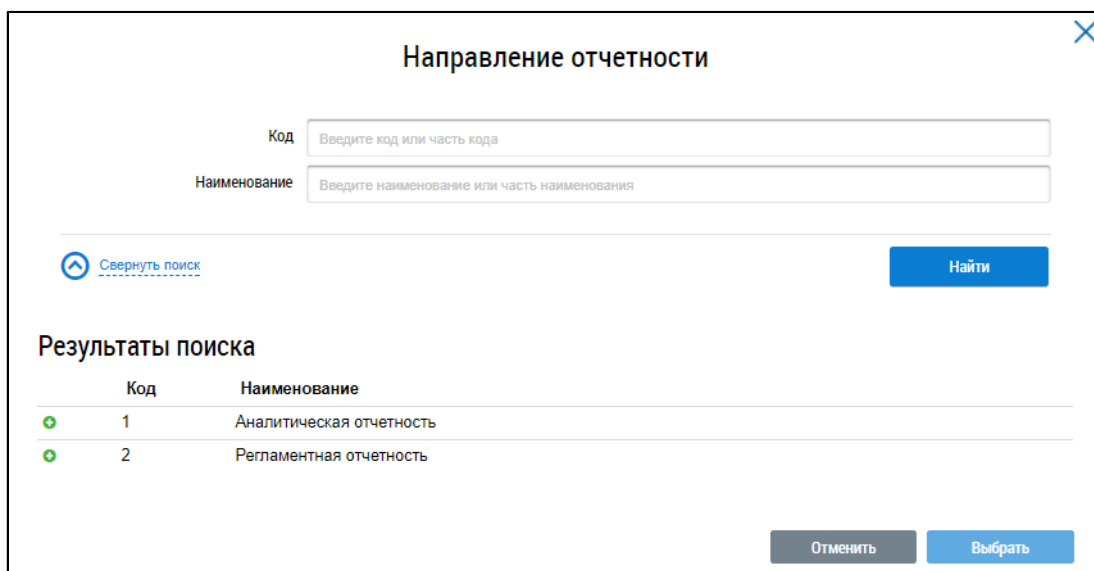 Направление отчетности
Код Введите код или часть кода
Наименование Введите наименование или часть наименования
Свернуть поиск Найти
Результаты поиска
Код Наименование
1 Аналитическая отчетность
2 Регламентная отчетность
Отменить Выбрать